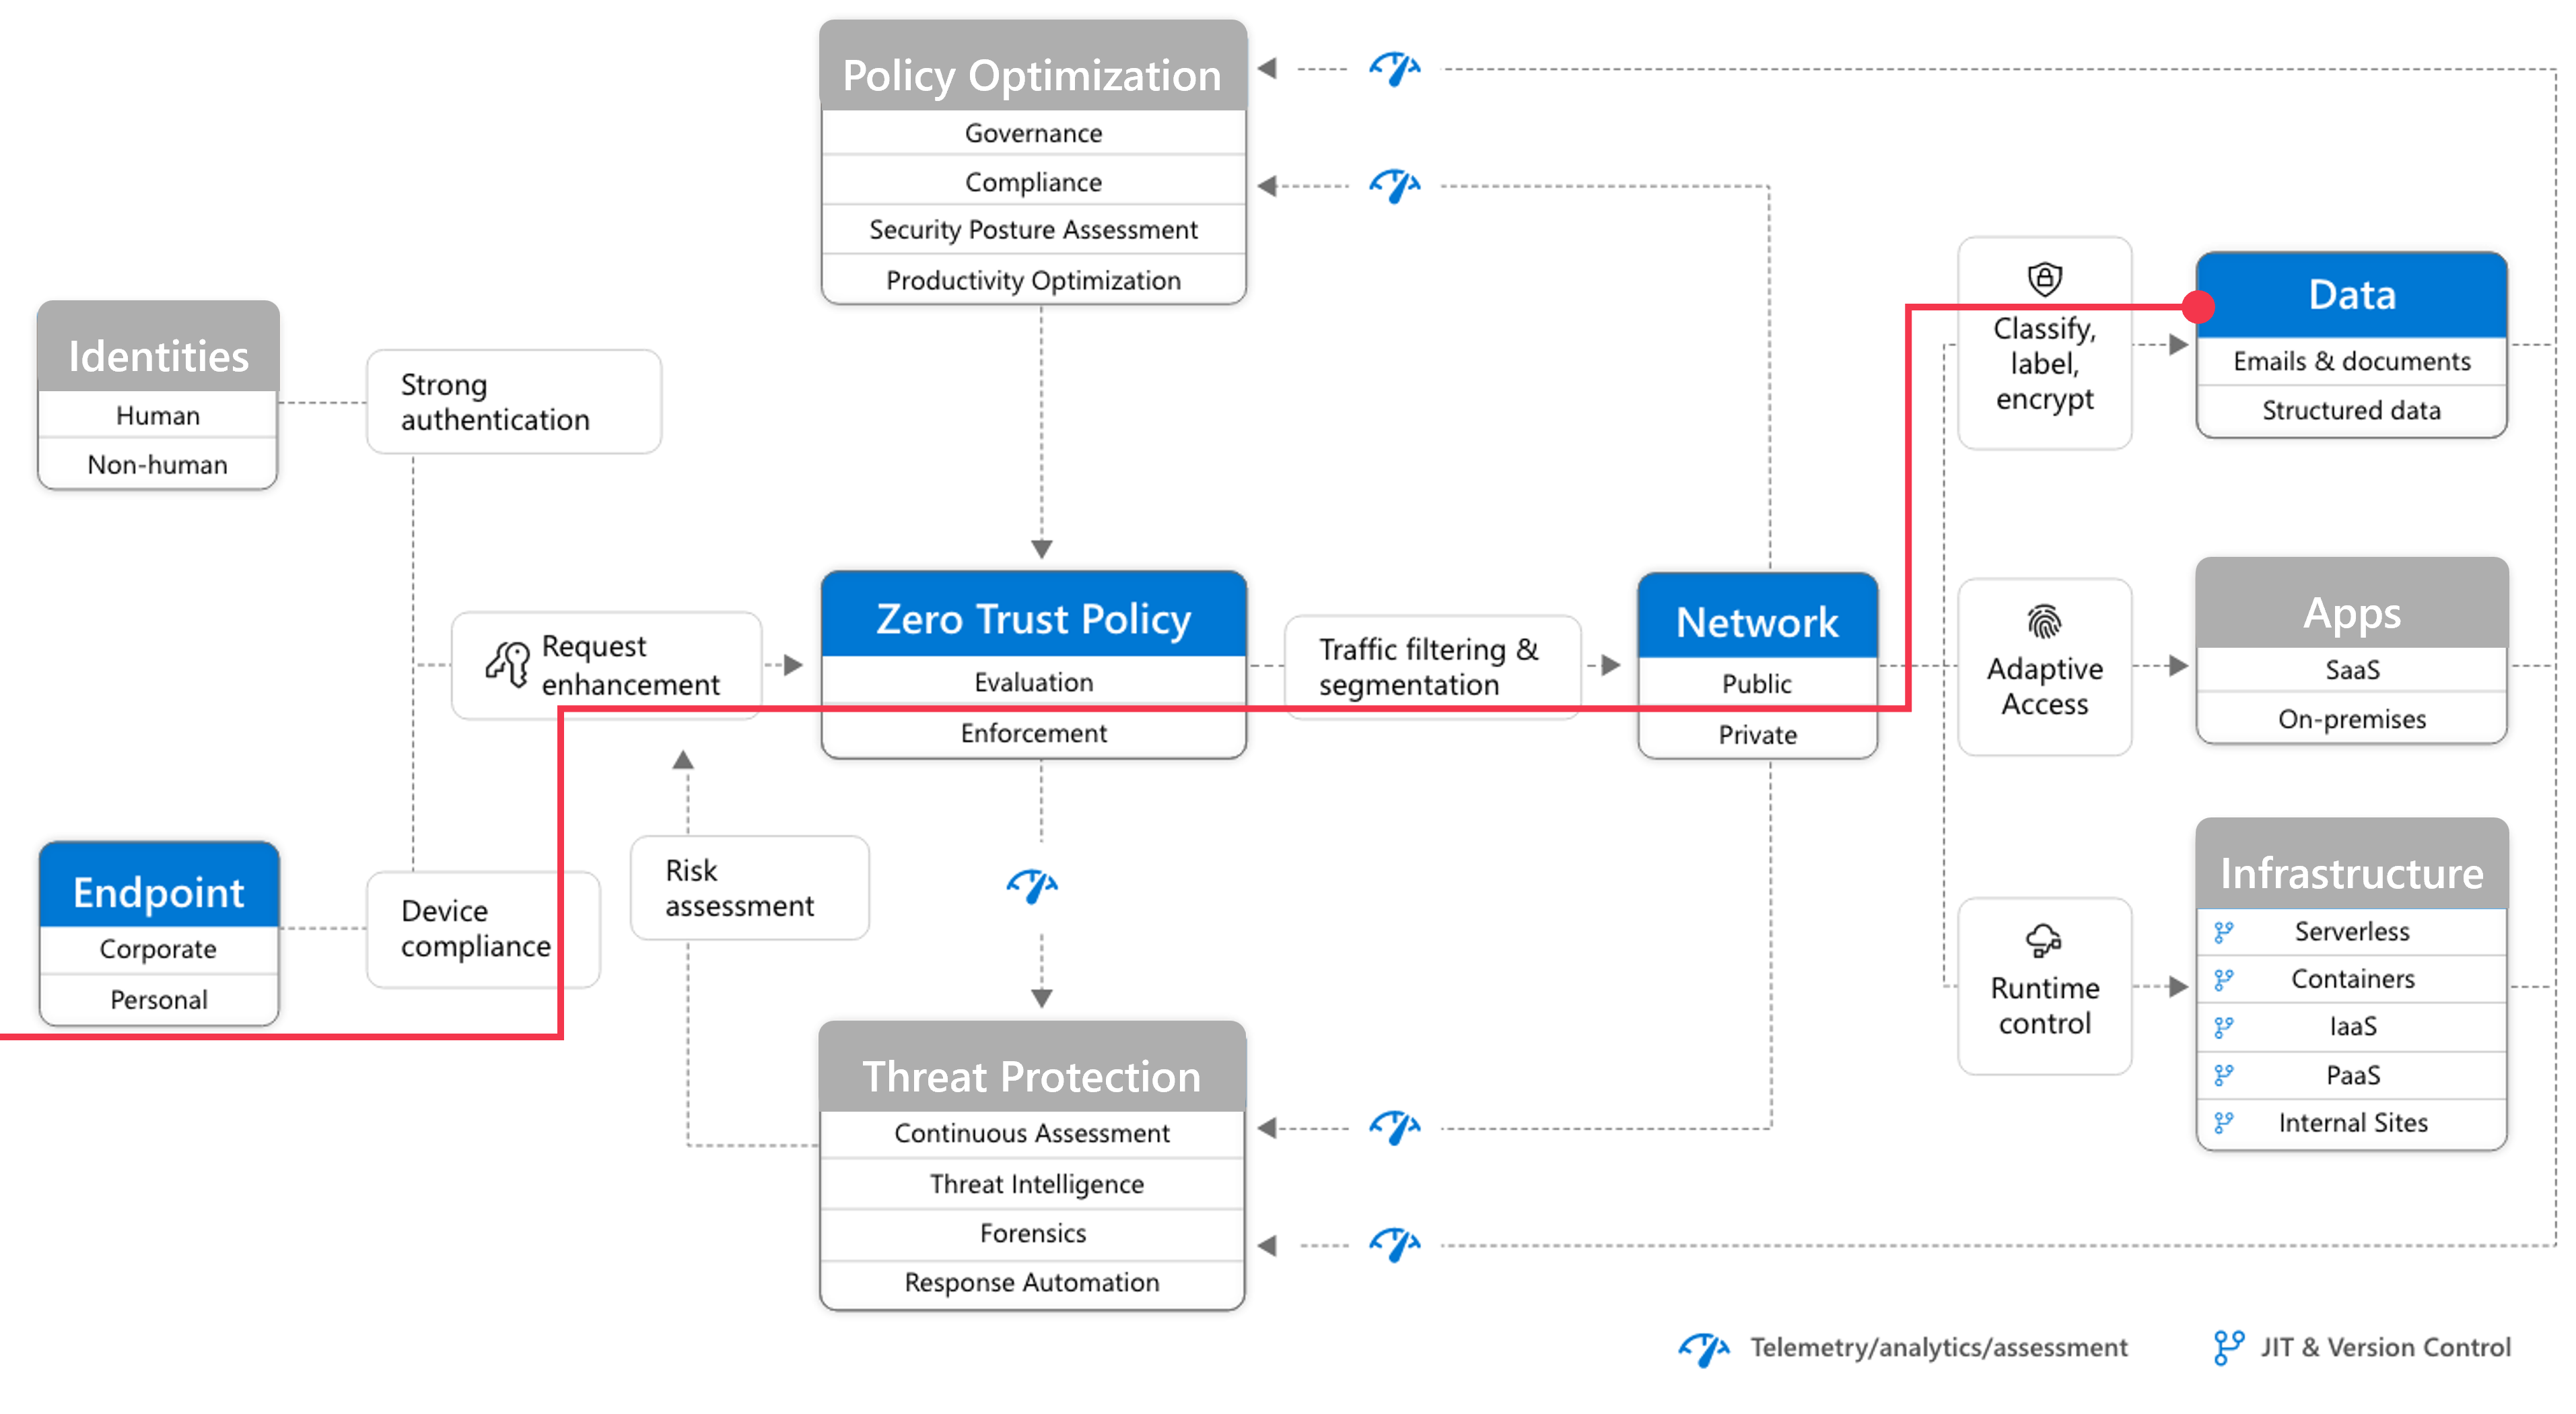 Policy Optimization
Governance
Compliance
Security Posture Assessment
Productivity Optimization
Identities
Human
Non-human
Strong
authentication
Request
enhancement
Endpoint
Corporate
Personal
Device
compliance
Risk
assessment
Zero Trust Policy
Evaluation
Enforcement
Traffic filtering &
segmentation
Network
Public
Private
Threat Protection
Continuous Assessment
Threat Intelligence
Forensics
Response Automation
Classify,
label,
encrypt
Data
Emails & documents
Structured data
Adaptive
Access
Apps
SaaS
On-premises
Runtime
control
Infrastructure
Serverless
Containers
IaaS
PaaS
Internal Sites
Telemetry/analytics/assessment
JIT & Version Control